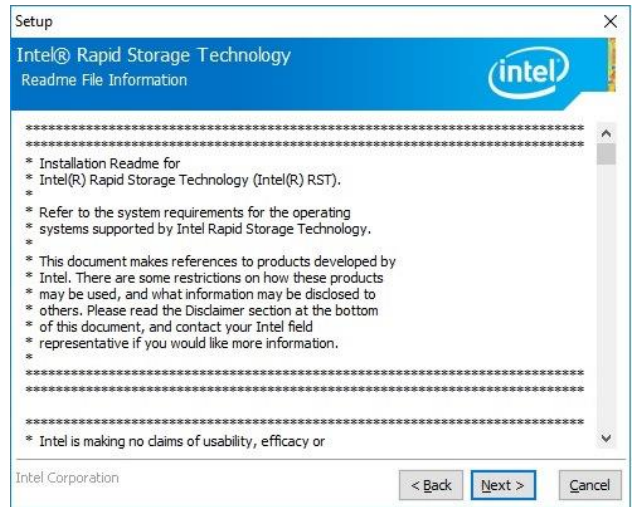 Setup
Intel® Rapid Storage Technology
Readme File Information
intel
******************************************************************************
******************************************************************************
* Installation Readme for
* Intel(R) Rapid Storage Technology (Intel(R) RST).
*
* Refer to the system requirements for the operating
* systems supported by Intel Rapid Storage Technology.
*
* This document makes references to products developed by
* Intel. There are some restrictions on how these products
* may be used, and what information may be disclosed to
* others. Please read the Disclaimer section at the bottom
* of this document, and contact your Intel field
* representative if you would like more information.
*
******************************************************************************
******************************************************************************
******************************************************************************
* Intel is making no claims of usability, efficacy or
Intel Corporation
< Back
Next >
Cancel